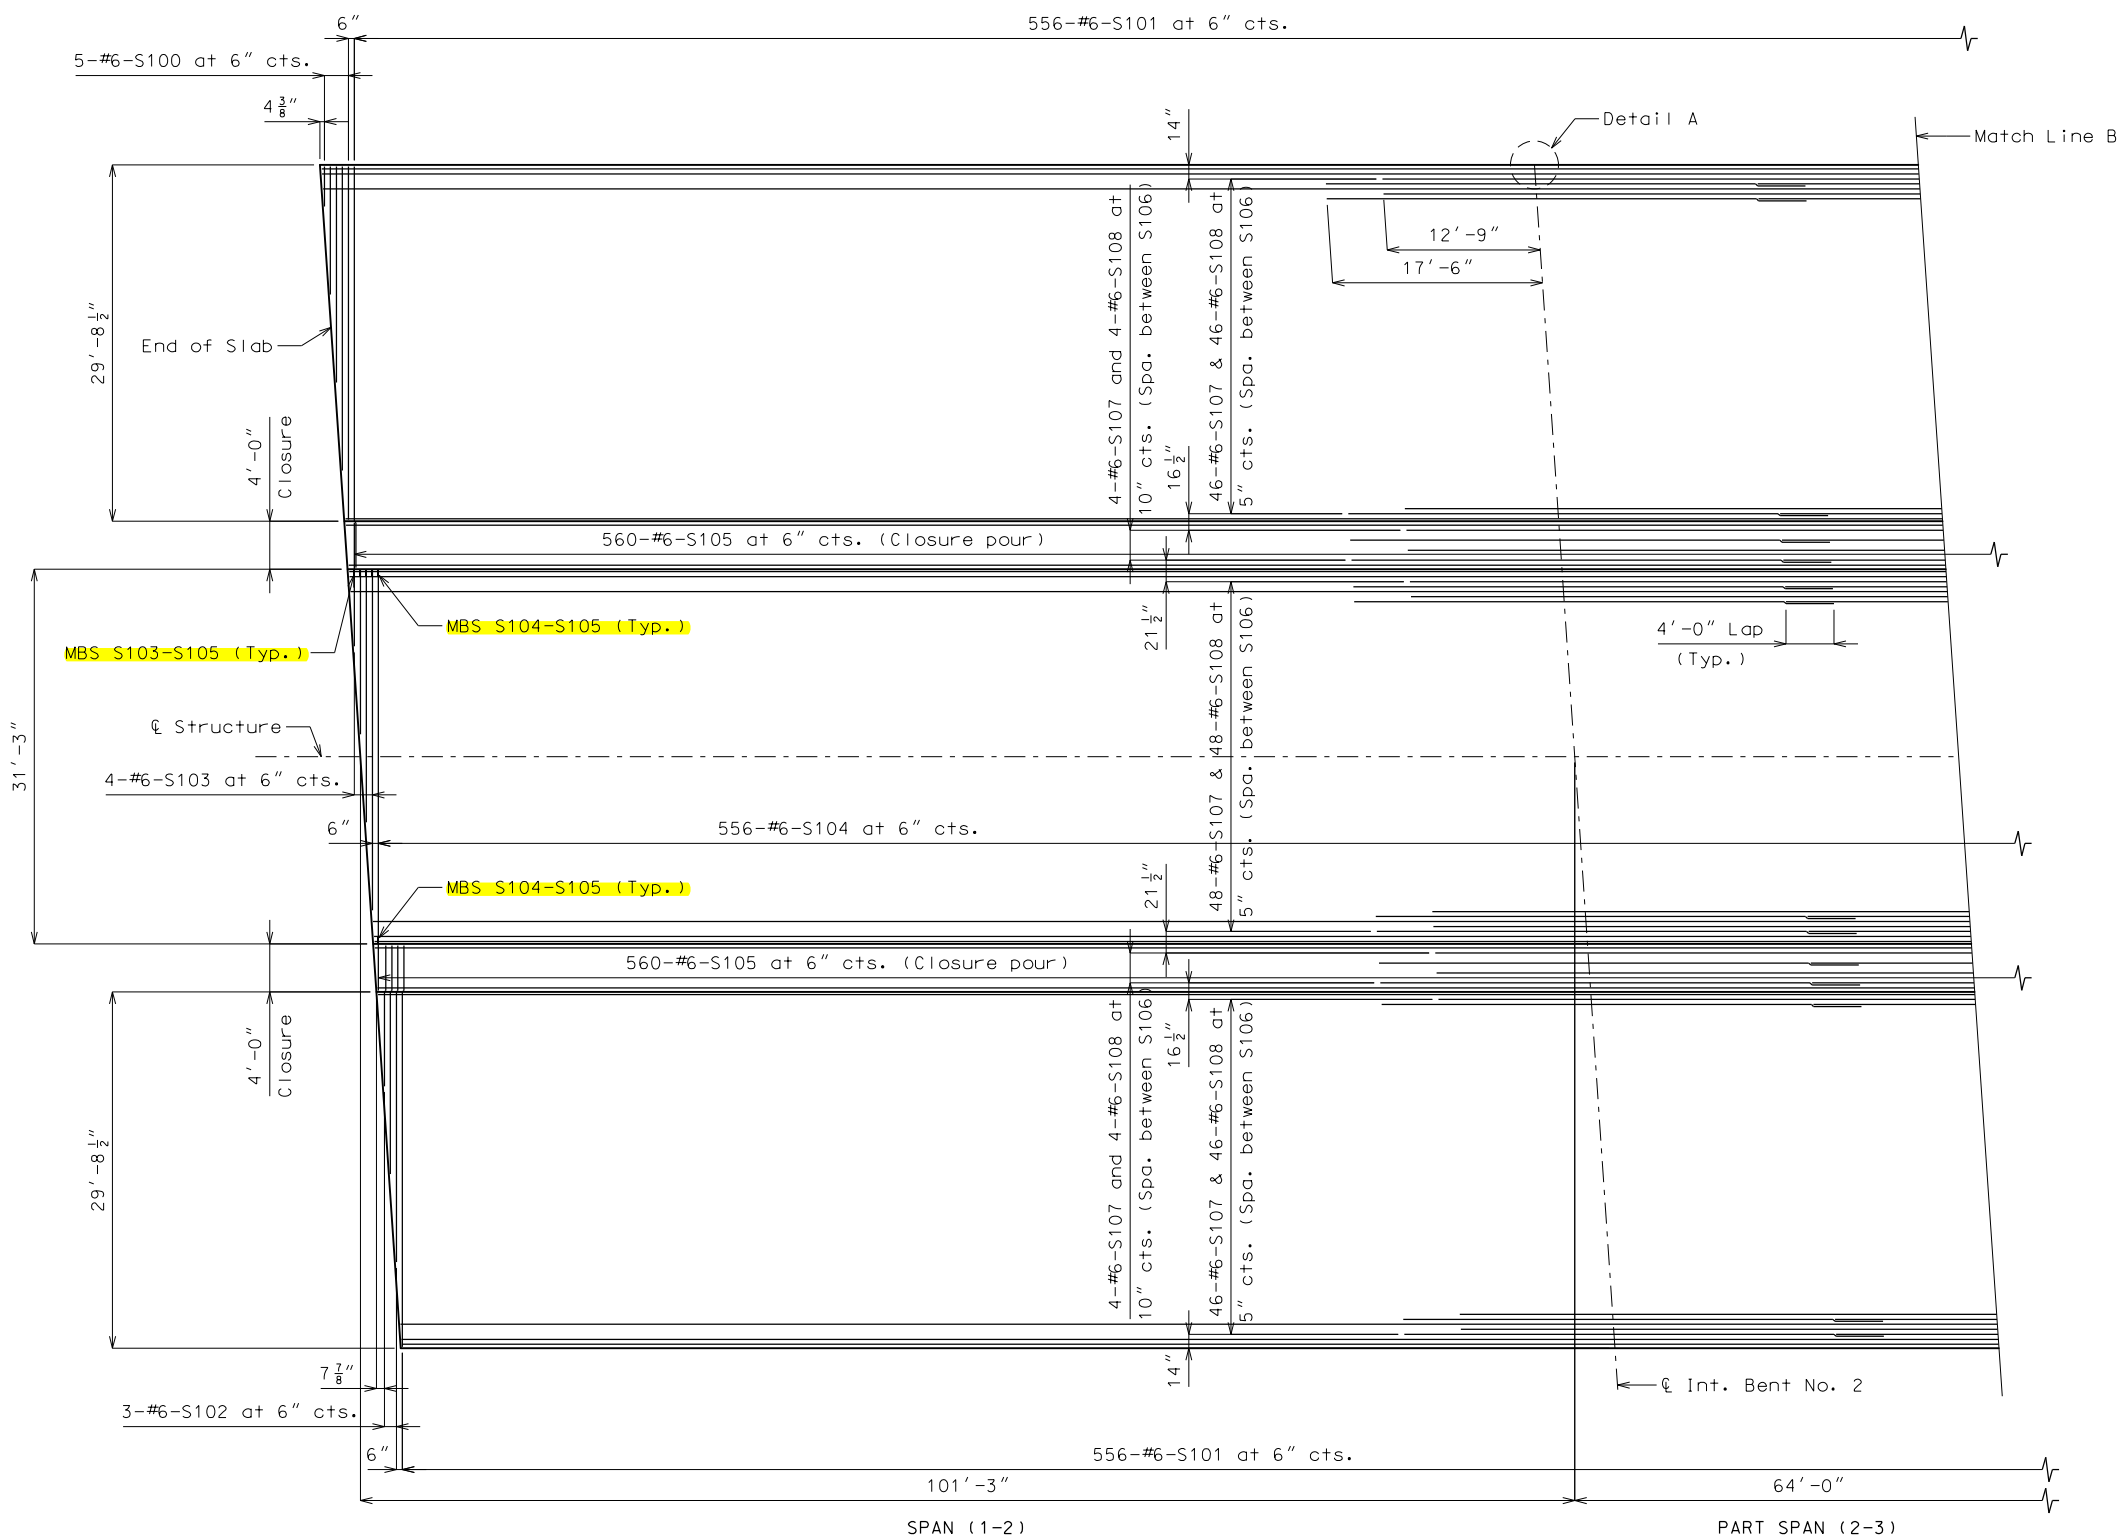 6"
556-#6-S101 at 6" cts.
5-#6-S100 at 6" cts.
4 3/8"
14"
Detail A
Match Line B
4-#6-S107 and 4-#6-S108 at
10" cts. (Spa. between S106)
46-#6-S107 & 46-#6-S108 at
5" cts. (Spa. between S106)
12'-9"
17'-6"
29'-8 1/2"
End of Slab
4'-0"
Closure
16 1/2"
560-#6-S105 at 6" cts. (Closure pour)
MBS S104-S105 (Typ.)
MBS S103-S105 (Typ.)
21 1/2"
4'-0" Lap
(Typ.)
48-#6-S107 & 48-#6-S108 at
5" cts. (Spa. between S106)
31'-3"
℄ Structure
4-#6-S103 at 6" cts.
6"
556-#6-S104 at 6" cts.
MBS S104-S105 (Typ.)
21 1/2"
560-#6-S105 at 6" cts. (Closure pour)
4'-0"
Closure
16 1/2"
4-#6-S107 and 4-#6-S108 at
10" cts. (Spa. between S106)
46-#6-S107 & 46-#6-S108 at
5" cts. (Spa. between S106)
29'-8 1/2"
14"
7 7/8"
℄ Int. Bent No. 2
3-#6-S102 at 6" cts.
6"
556-#6-S101 at 6" cts.
101'-3"
64'-0"
SPAN (1-2)
PART SPAN (2-3)